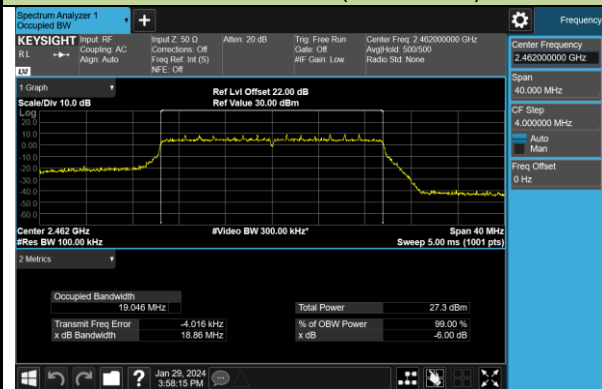 Spectrum Analyzer 1
Occupied BW
Frequency
KEYSIGHT
RL
Input: RF
Coupling: AC
Align: Auto
Input Z: 50 Ω
Corrections: Off
Freq Ref: Int (S)
NFE: Off
Atten: 20 dB
Trig: Free Run
Gate: Off
#IF Gain: Low
Center Freq: 2.462000000 GHz
Avg|Hold: 500/500
Radio Std: None
Center Frequency
2.462000000 GHz
Span
40.000 MHz
CF Step
4.000000 MHz
Auto
Man
Freq Offset
0 Hz
1 Graph
Scale/Div 10.0 dB
Ref Lvl Offset 22.00 dB
Ref Value 30.00 dBm
Log
20.0
10.0
0.00
-10.0
-20.0
-30.0
-40.0
-50.0
-60.0
Center 2.462 GHz
#Video BW 300.00 kHz*
Span 40 MHz
#Res BW 100.00 kHz
Sweep 5.00 ms (1001 pts)
2 Metrics
Occupied Bandwidth
19.046 MHz
Total Power 27.3 dBm
Transmit Freq Error -4.016 kHz
% of OBW Power 99.00 %
x dB Bandwidth 18.86 MHz
x dB -6.00 dB
Jan 29, 2024
3:58:15 PM